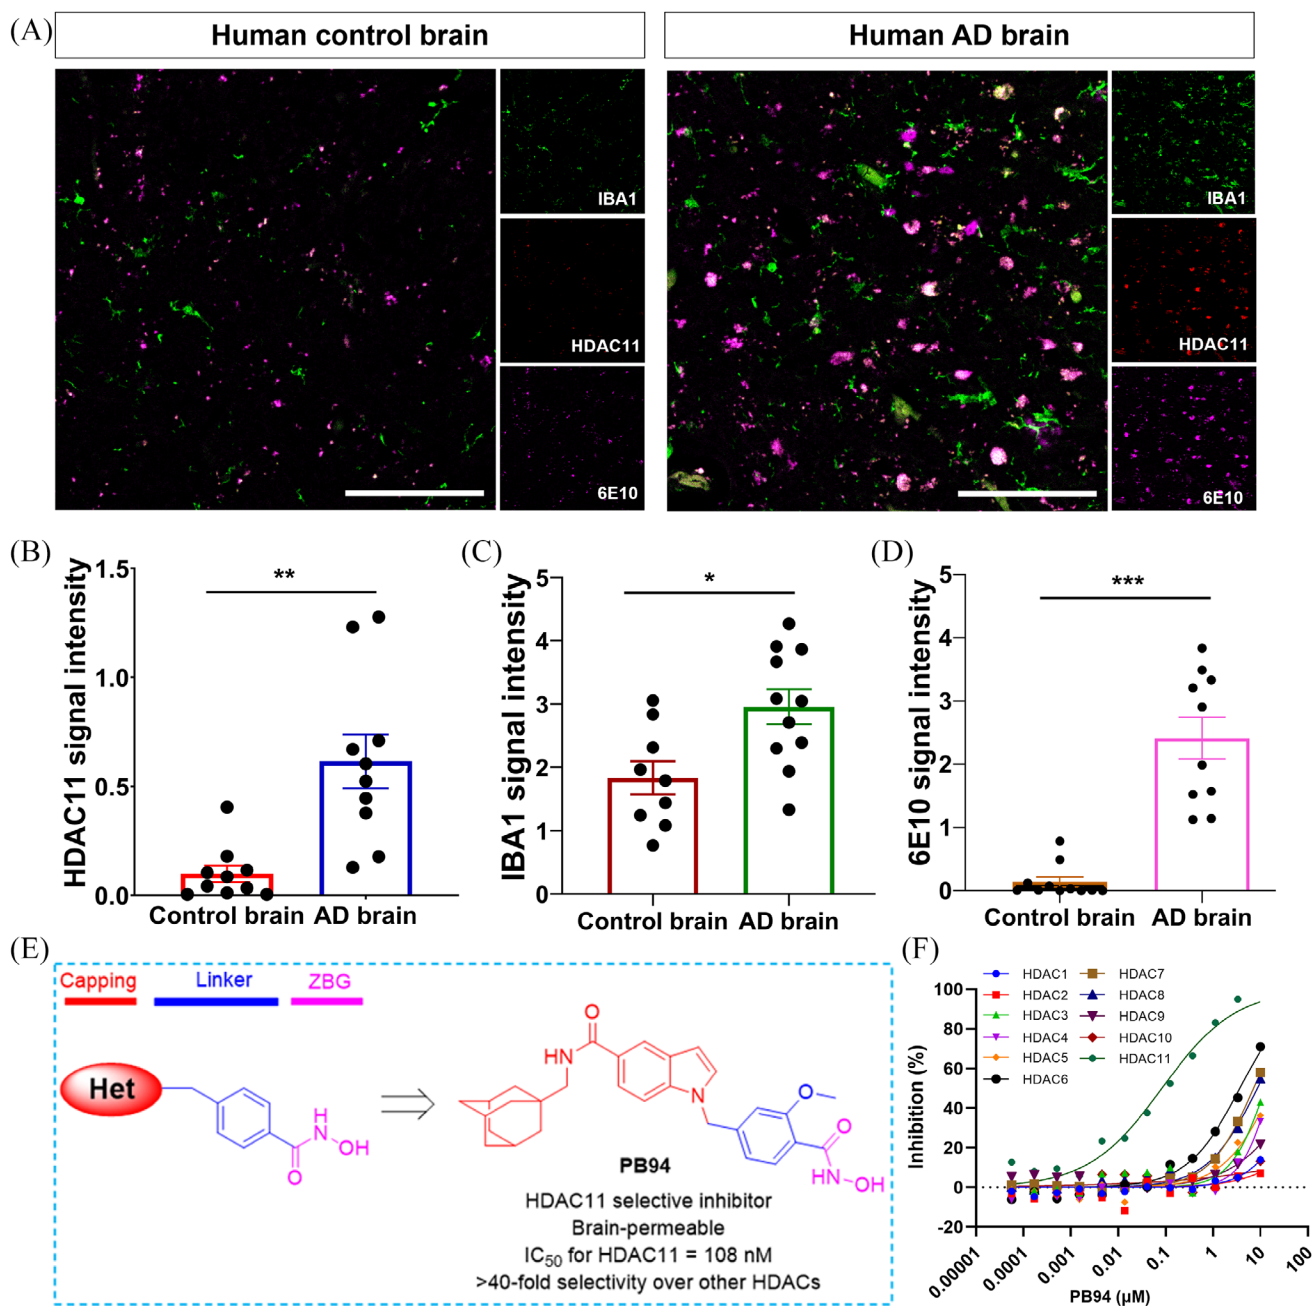 (A)
Human control brain
Human AD brain
IBA1
HDAC11
6E10
IBA1
HDAC11
6E10
(B)
HDAC11 signal intensity
1.5
1.0
0.5
0.0
**
Control brain
AD brain
(C)
IBA1 signal intensity
5
4
3
2
1
0
*
Control brain
AD brain
(D)
6E10 signal intensity
5
4
3
2
1
0
***
Control brain
AD brain
(E)
Capping
Linker
ZBG
Het
H
N
OH
O
O
HN
N
O
O
HN
OH
PB94
HDAC11 selective inhibitor
Brain-permeable
IC50 for HDAC11 = 108 nM
>40-fold selectivity over other HDACs
(F)
HDAC1
HDAC2
HDAC3
HDAC4
HDAC5
HDAC6
HDAC7
HDAC8
HDAC9
HDAC10
HDAC11
Inhibition (%)
100
80
60
40
20
0
-20
0.00001
0.0001
0.001
0.01
0.1
1
10
100
PB94 (μM)